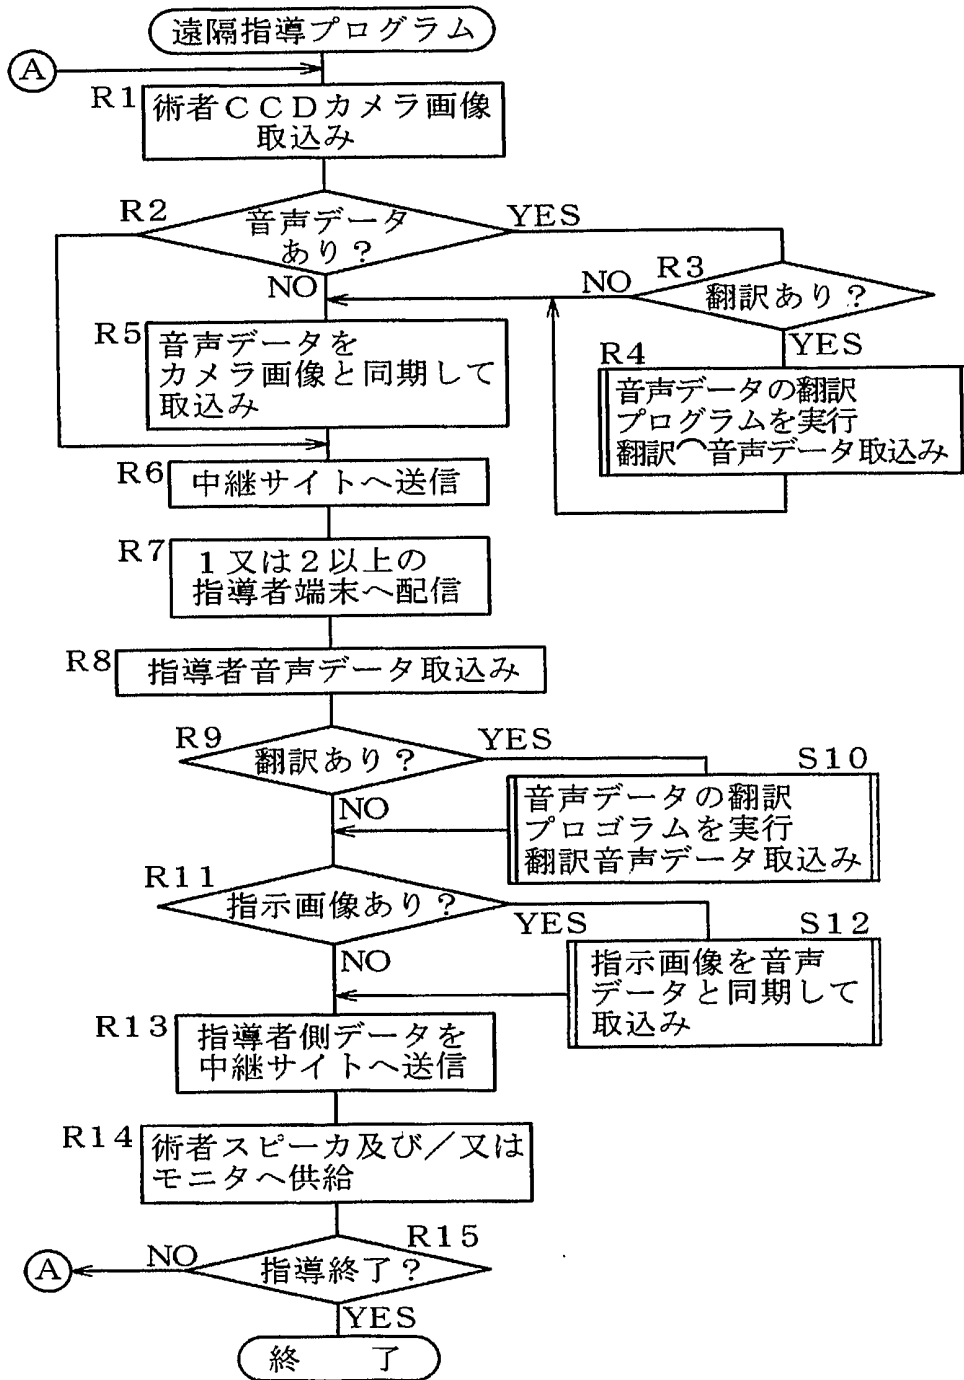 遠隔指導プログラム
A
R1
術者CCDカメラ画像
取込み
R2
音声データ
あり?
YES
NO
R3
翻訳あり?
NO
YES
R4
音声データの翻訳
プログラムを実行
翻訳⌒音声データ取込み
R5
音声データを
カメラ画像と同期して
取込み
R6
中継サイトへ送信
R7
1又は2以上の
指導者端末へ配信
R8
指導者音声データ取込み
R9
翻訳あり?
YES
NO
S10
音声データの翻訳
プロゴラムを実行
翻訳音声データ取込み
R11
指示画像あり?
YES
NO
S12
指示画像を音声
データと同期して
取込み
R13
指導者側データを
中継サイトへ送信
R14
術者スピーカ及び/又は
モニタへ供給
R15
指導終了?
NO
A
YES
終 了